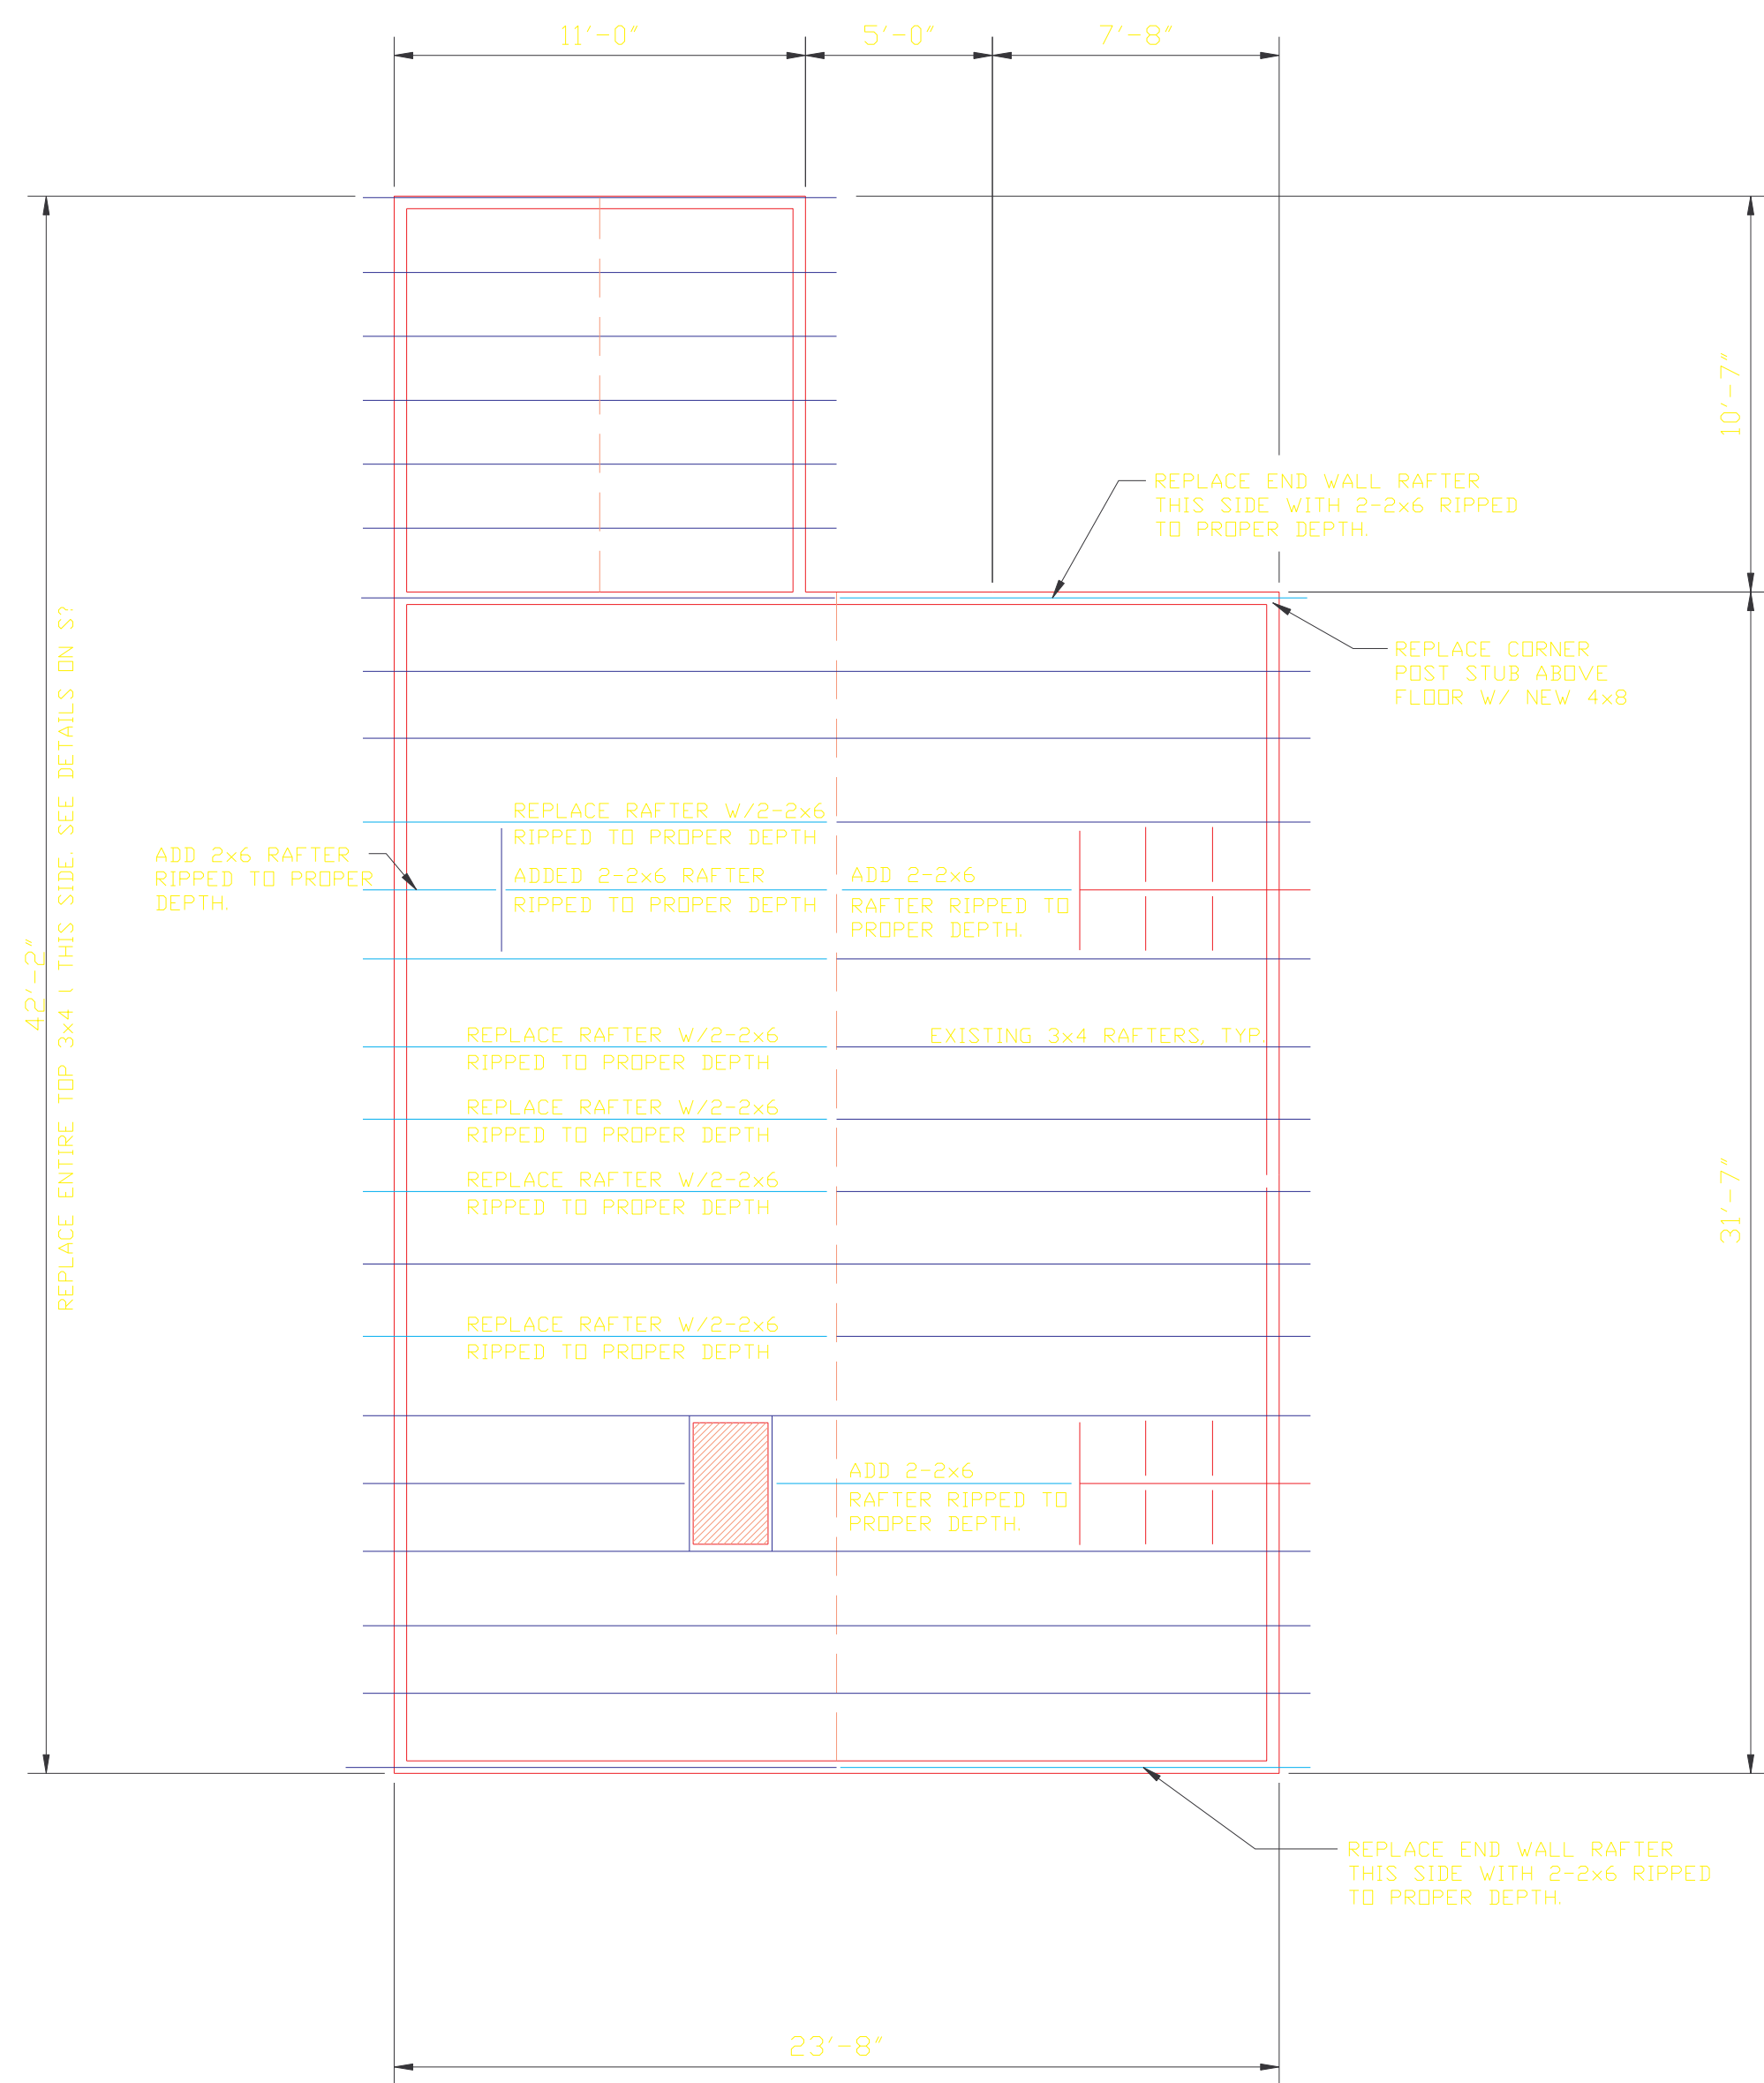 11'-0"
5'-0"
7'-8"
10'-7"
REPLACE END WALL RAFTER
THIS SIDE WITH 2-2x6 RIPPED
TO PROPER DEPTH.
REPLACE CORNER
POST STUB ABOVE
FLOOR W/ NEW 4x8
REPLACE RAFTER W/2-2x6
RIPPED TO PROPER DEPTH
ADD 2x6 RAFTER
RIPPED TO PROPER
DEPTH.
ADDED 2-2x6 RAFTER
RIPPED TO PROPER DEPTH
ADD 2-2x6
RAFTER RIPPED TO
PROPER DEPTH.
42'-2"
REPLACE ENTIRE TOP 3x4 ( THIS SIDE. SEE DETAILS ON S?
REPLACE RAFTER W/2-2x6
RIPPED TO PROPER DEPTH
EXISTING 3x4 RAFTERS, TYP.
REPLACE RAFTER W/2-2x6
RIPPED TO PROPER DEPTH
REPLACE RAFTER W/2-2x6
RIPPED TO PROPER DEPTH
31'-7"
REPLACE RAFTER W/2-2x6
RIPPED TO PROPER DEPTH
ADD 2-2x6
RAFTER RIPPED TO
PROPER DEPTH.
REPLACE END WALL RAFTER
THIS SIDE WITH 2-2x6 RIPPED
TO PROPER DEPTH.
23'-8"